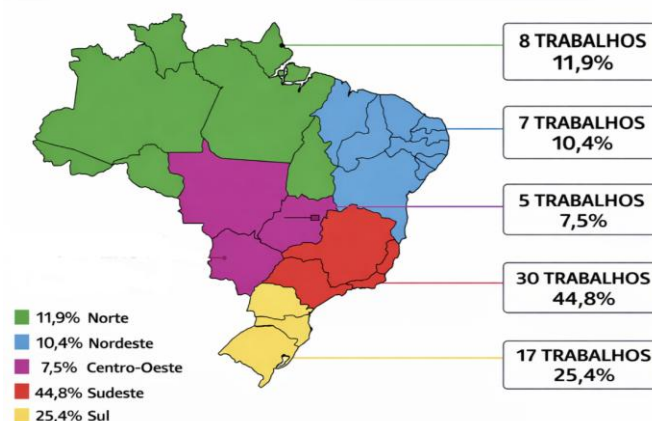 8 TRABALHOS
11,9%
7 TRABALHOS
10,4%
5 TRABALHOS
7,5%
30 TRABALHOS
44,8%
17 TRABALHOS
25,4%
11,9% Norte
10,4% Nordeste
7,5% Centro-Oeste
44,8% Sudeste
25,4% Sul